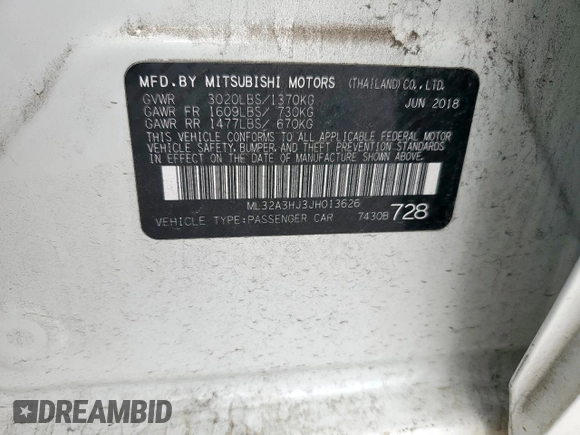 MFD.BY MITSUBISHI MOTORS (THAILAND) CO., LTD.
GVWR 3020LBS/1370KG JUN 2018
GAWR FR 1609LBS/ 730KG
GAWR RR 1477LBS/ 670KG
THIS VEHICLE CONFORMS TO ALL APPLICABLE FEDERAL MOTOR
VEHICLE SAFETY, BUMPER, AND THEFT PREVENTION STANDARDS
IN EFFECT ON THE DATE OF MANUFACTURE SHOWN ABOVE.
ML32A3HJ3JH013626
VEHICLE TYPE:PASSENGER CAR 7430B 728
DREAMBID